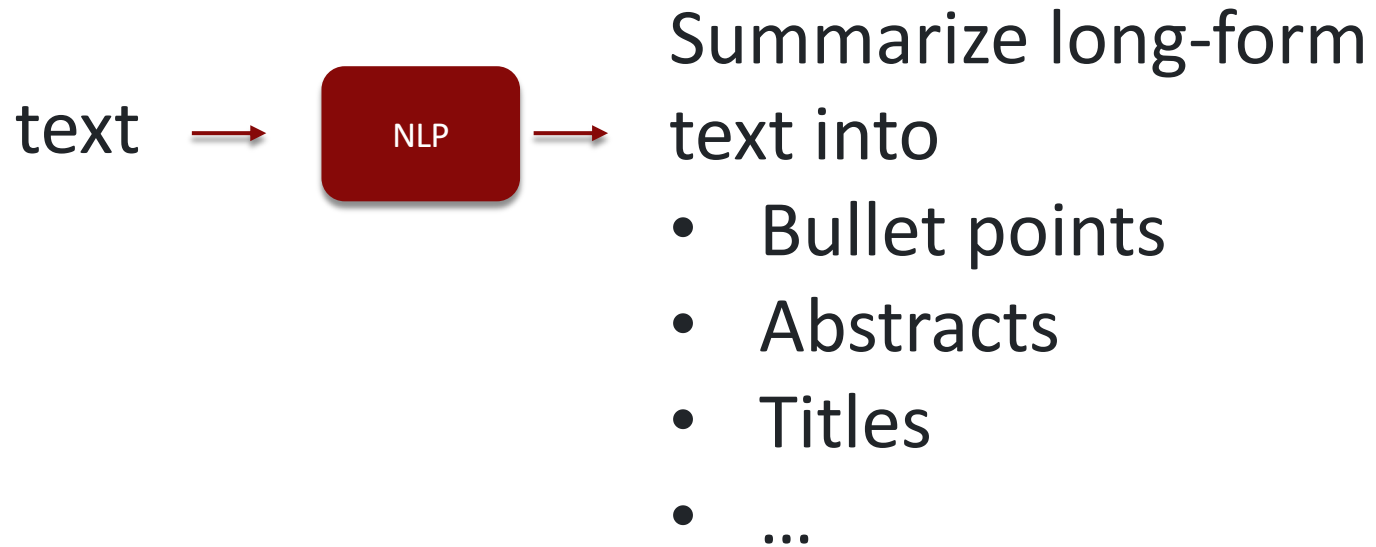 text
NLP
Summarize long-form
text into
• Bullet points
• Abstracts
• Titles
• …